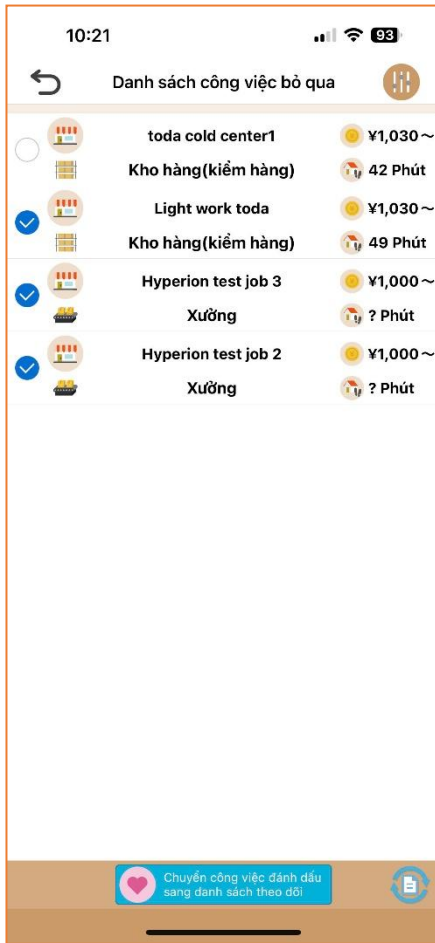 10:21 93
Danh sách công việc bỏ qua
toda cold center1 ¥1,030～
Kho hàng(kiểm hàng) 42 Phút
Light work toda ¥1,030～
Kho hàng(kiểm hàng) 49 Phút
Hyperion test job 3 ¥1,000～
Xưởng ? Phút
Hyperion test job 2 ¥1,000～
Xưởng ? Phút
Chuyển công việc đánh dấu
sang danh sách theo dõi